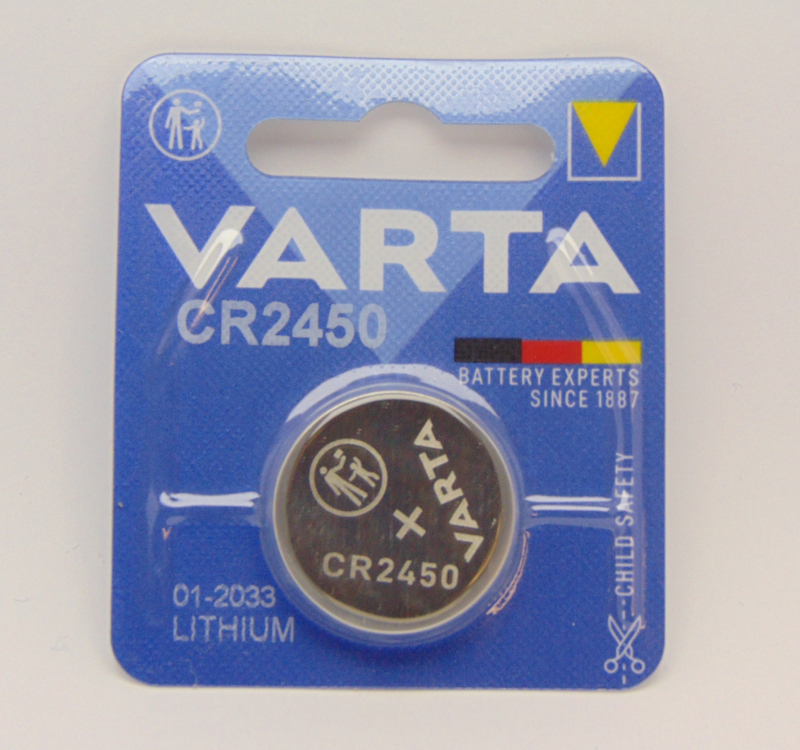 VARTA
CR2450
BATTERY EXPERTS
SINCE 1887
VARTA
+
CR2450
CHILD SAFETY
01-2033
LITHIUM